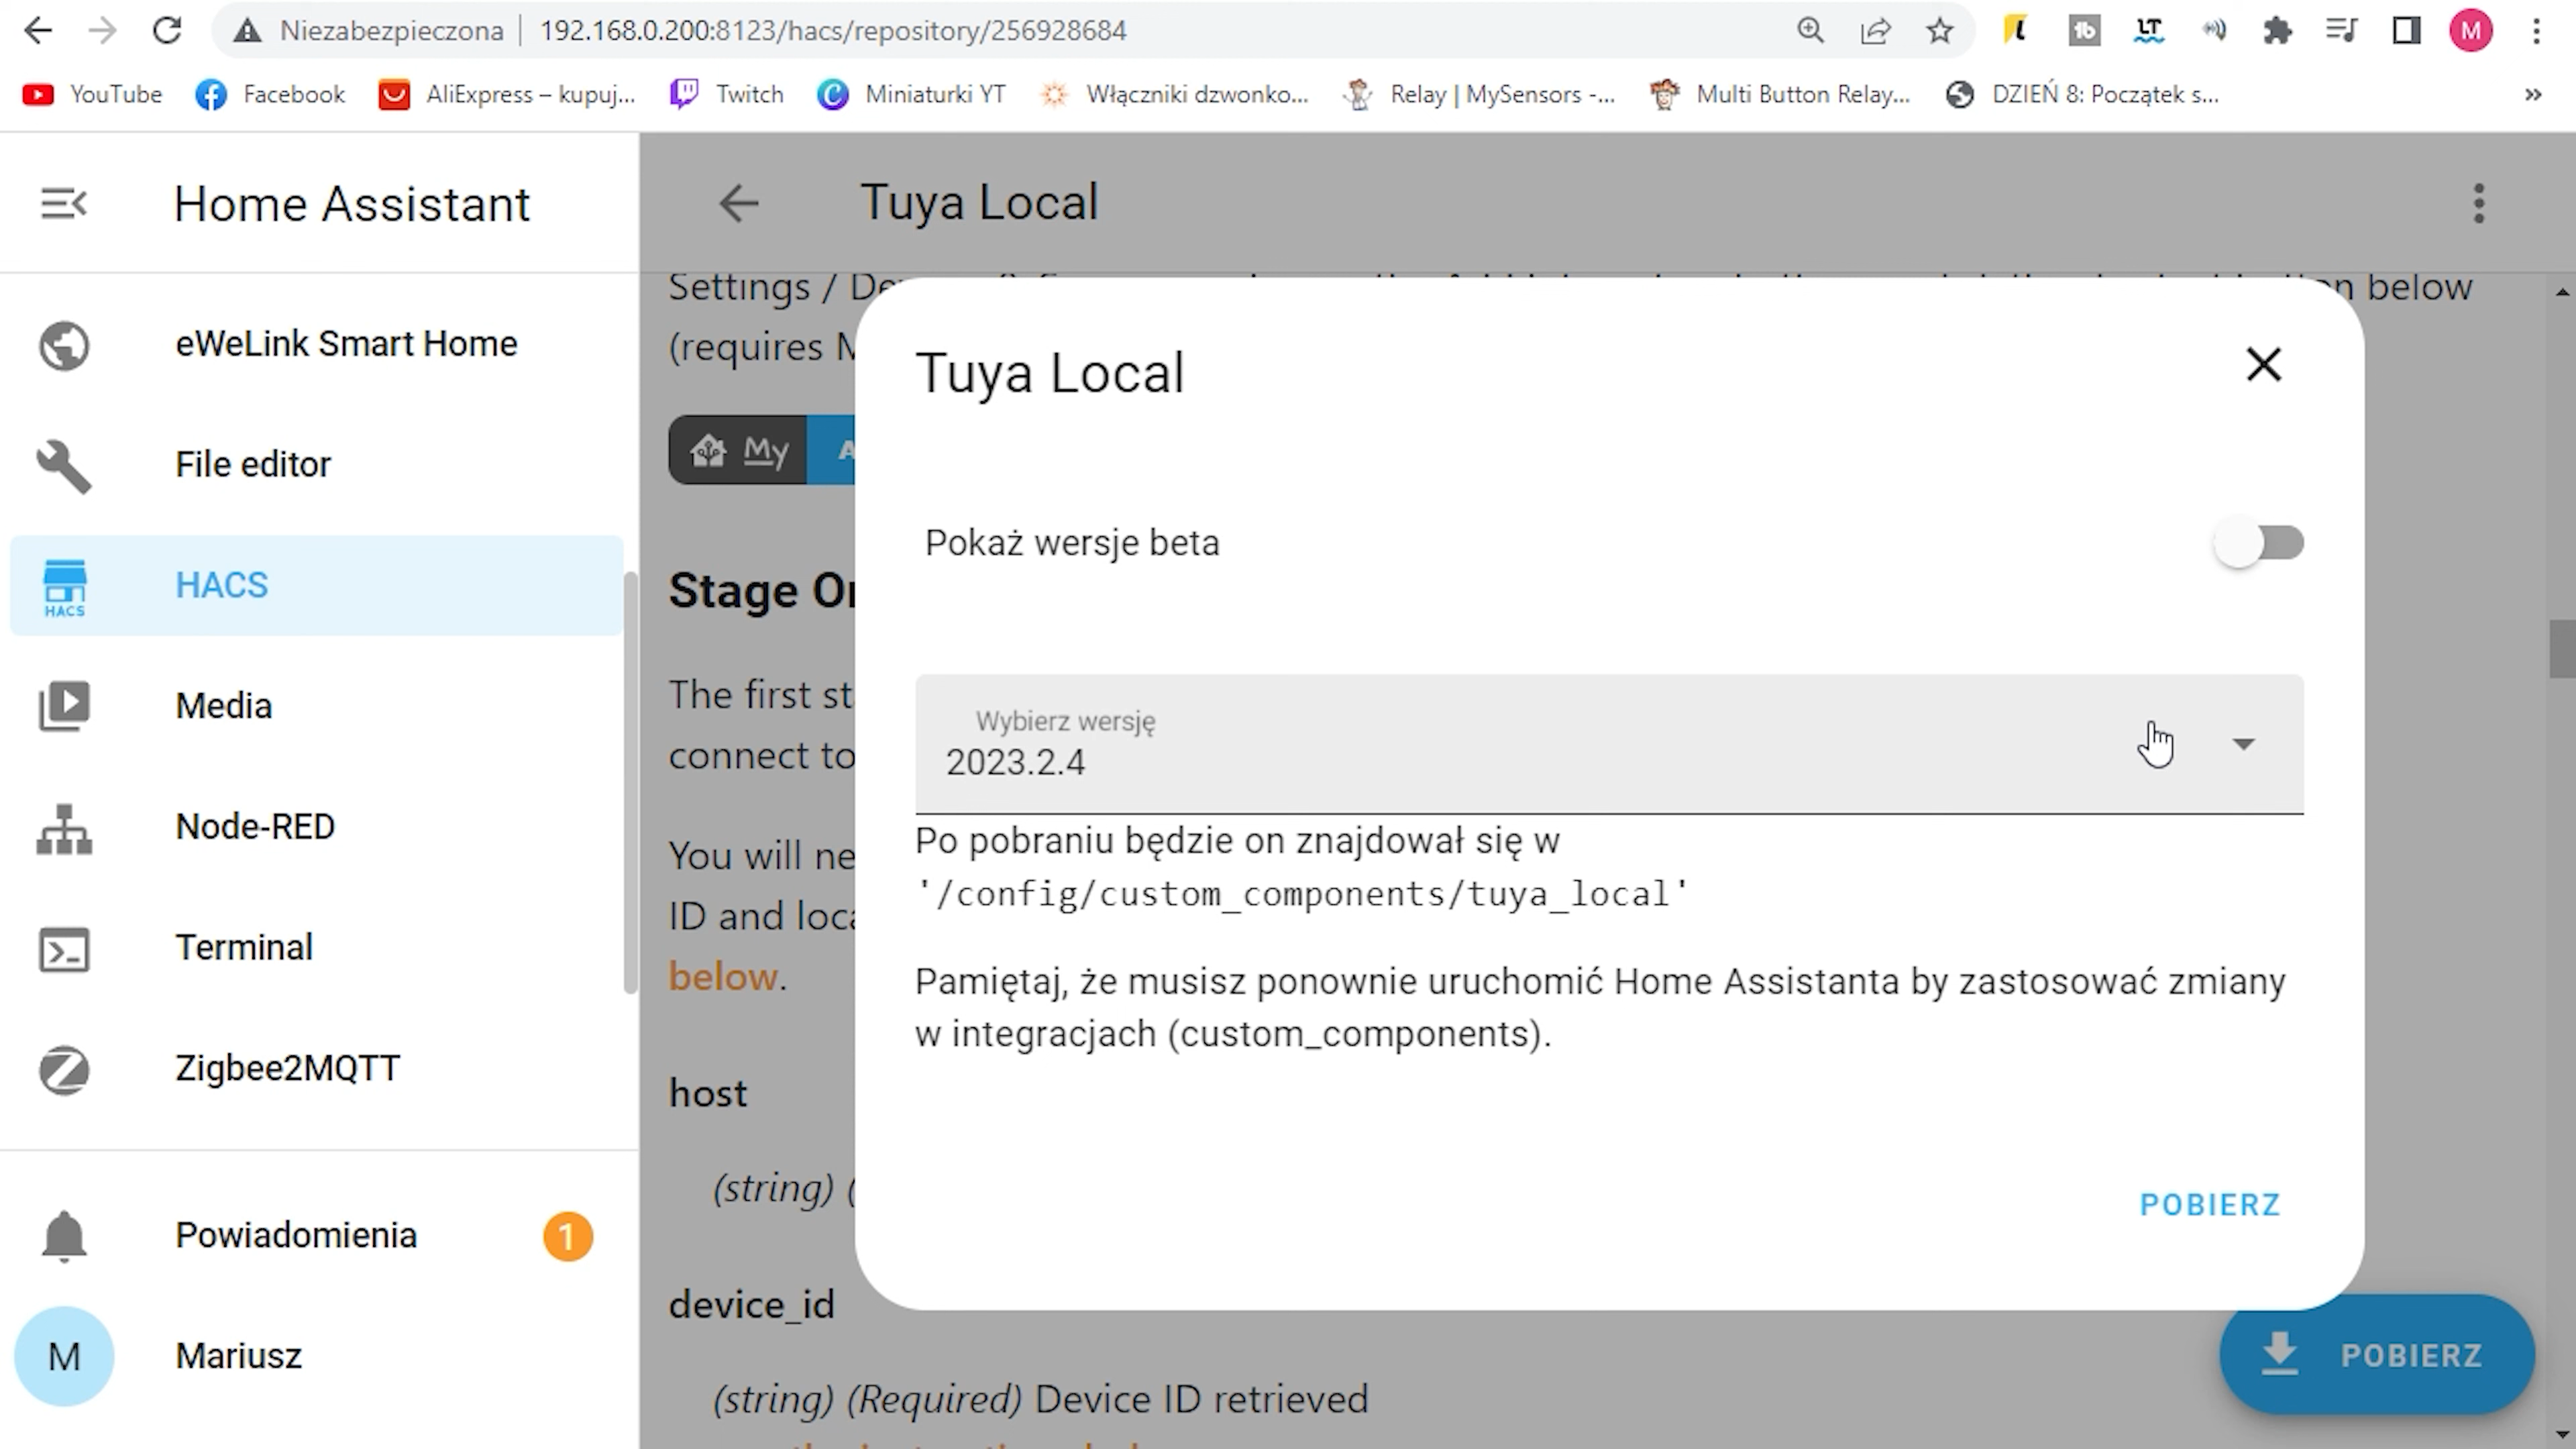 Niezabezpieczona 192.168.0.200:8123/hacs/repository/256928684
M
YouTube Facebook AliExpress – kupuj... Twitch Miniaturki YT Włączniki dzwonko... Relay | MySensors -... Multi Button Relay... DZIEŃ 8: Początek s... »
Home Assistant
eWeLink Smart Home
File editor
HACS
HACS
Media
Node-RED
Terminal
Zigbee2MQTT
Powiadomienia 1
M Mariusz
Tuya Local
Settings /
below
(requires
My
Stage
The first
connect to
You will
ID and
below.
host
(string) (
device_id
(string) (Required) Device ID retrieved
Tuya Local
Pokaż wersje beta
Wybierz wersję
2023.2.4
Po pobraniu będzie on znajdował się w
'/config/custom_components/tuya_local'
Pamiętaj, że musisz ponownie uruchomić Home Assistanta by zastosować zmiany
w integracjach (custom_components).
POBIERZ
POBIERZ